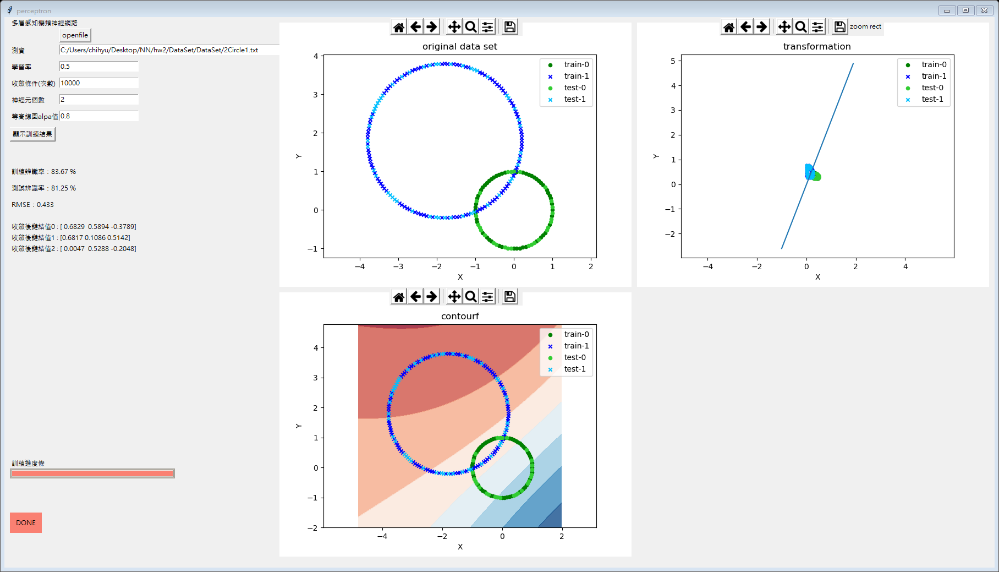 perceptron
多層感知機類神經網路
openfile
測資 C:/Users/chihyu/Desktop/NN/hw2/DataSet/DataSet/2Circle1.txt
學習率 0.5
收斂條件(次數) 10000
神經元個數 2
等高線圖alpa值 0.8
顯示訓練結果
訓練辨識率：83.67 %
測試辨識率：81.25 %
RMSE：0.433
收斂後鍵結值0 : [ 0.6829 0.5894 -0.3789]
收斂後鍵結值1 : [0.6817 0.1086 0.5142]
收斂後鍵結值2 : [ 0.0047 0.5288 -0.2048]
訓練進度條
DONE
original data set
train-0
train-1
test-0
test-1
4
3
2
1
0
−1
Y
−4 −3 −2 −1 0 1 2
X
zoom rect
transformation
train-0
train-1
test-0
test-1
5
4
3
2
1
0
−1
−2
Y
−4 −2 0 2 4
X
contourf
train-0
train-1
test-0
test-1
4
3
2
1
0
−1
−2
Y
−4 −2 0 2
X